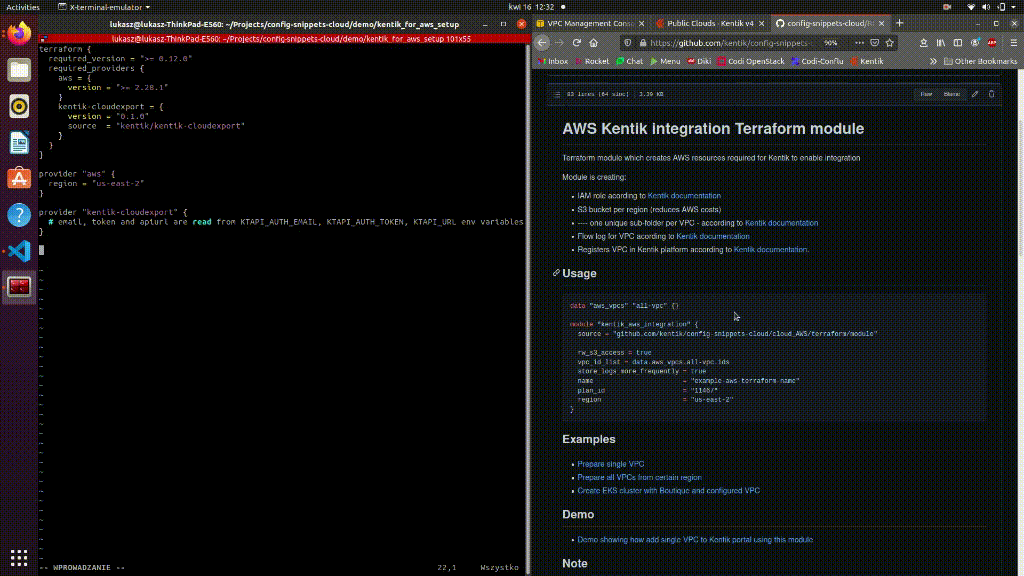 Activities
X-terminal-emulator
kwi 16 12:32
lukasz@lukasz-ThinkPad-E560: ~/Projects/config-snippets-cloud/demo/kentik_for_aws_setup
lukasz@lukasz-ThinkPad-E560: ~/Projects/config-snippets-cloud/demo/kentik_for_aws_setup 101x55
terraform {
  required_version = ">= 0.12.0"
  required_providers {
    aws = {
      version = ">= 2.28.1"
    }
    kentik-cloudexport = {
      version = "0.1.0"
      source  = "kentik/kentik-cloudexport"
    }
  }
}
provider "aws" {
  region = "us-east-2"
}
provider "kentik-cloudexport" {
  # email, token and apiurl are read from KTAPI_AUTH_EMAIL, KTAPI_AUTH_TOKEN, KTAPI_URL env variables
}
-- WPROWADZANIE --
22,1
Wszystko
VPC Management Conso
Public Clouds - Kentik v4
config-snippets-cloud/
https://github.com/kentik/config-snippets-
90%
Inbox
Rocket
Chat
Menu
Diki
Codi OpenStack
Codi-Conflu
Kentik
Other Bookmarks
83 lines (64 sloc)
3.39 KB
Raw
Blame
AWS Kentik integration Terraform module
Terraform module which creates AWS resources required for Kentik to enable integration
Module is creating:
• IAM role acording to Kentik documentation
• S3 bucket per region (reduces AWS costs)
• ---- one unique sub-folder per VPC - according to Kentik documentation
• Flow log for VPC acording to Kentik documentation
• Registers VPC in Kentik platform acording to Kentik documentation.
Usage
data "aws_vpcs" "all-vpc" {}
module "kentik_aws_integration" {
  source = "github.com/kentik/config-snippets-cloud/cloud_AWS/terraform/module"
  rw_s3_access = true
  vpc_id_list = data.aws_vpcs.all-vpc.ids
  store_logs_more_frequently = true
  name = "example-aws-terraform-name"
  plan_id = "11467"
  region = "us-east-2"
}
Examples
• Prepare single VPC
• Prepare all VPCs from certain region
• Create EKS cluster with Boutique and configured VPC
Demo
• Demo showing how add single VPC to Kentik portal using this module
Note